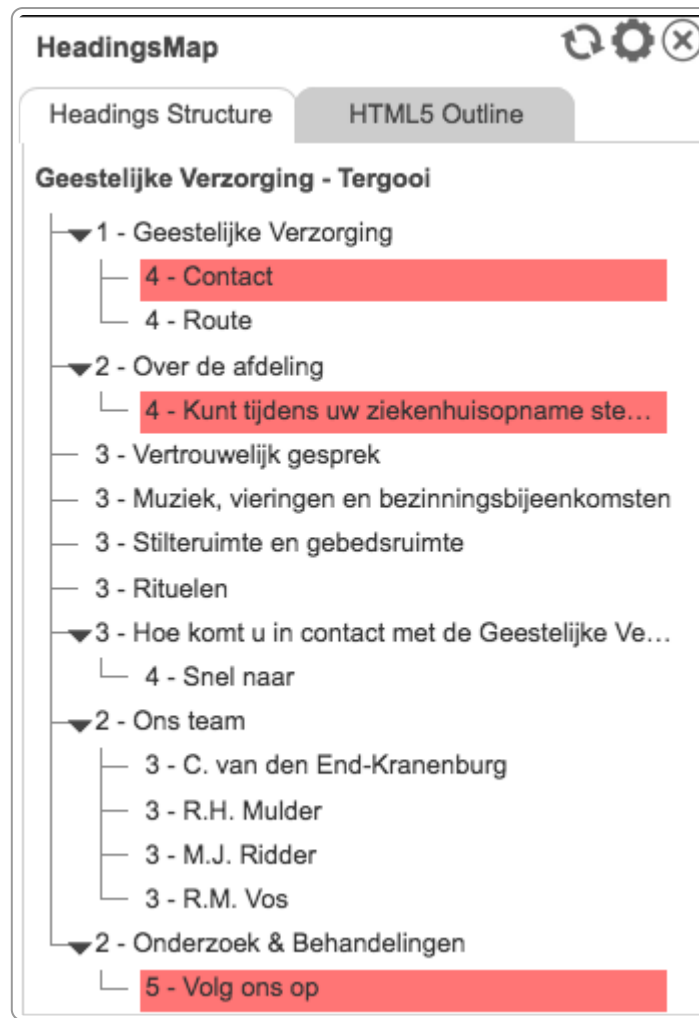 HeadingsMap
Headings Structure HTML5 Outline
Geestelijke Verzorging - Tergooi
1 - Geestelijke Verzorging
4 - Contact
4 - Route
2 - Over de afdeling
4 - Kunt tijdens uw ziekenhuisopname ste...
3 - Vertrouwelijk gesprek
3 - Muziek, vieringen en bezinningsbijeenkomsten
3 - Stilteruimte en gebedsruimte
3 - Rituelen
3 - Hoe komt u in contact met de Geestelijke Ve...
4 - Snel naar
2 - Ons team
3 - C. van den End-Kranenburg
3 - R.H. Mulder
3 - M.J. Ridder
3 - R.M. Vos
2 - Onderzoek & Behandelingen
5 - Volg ons op